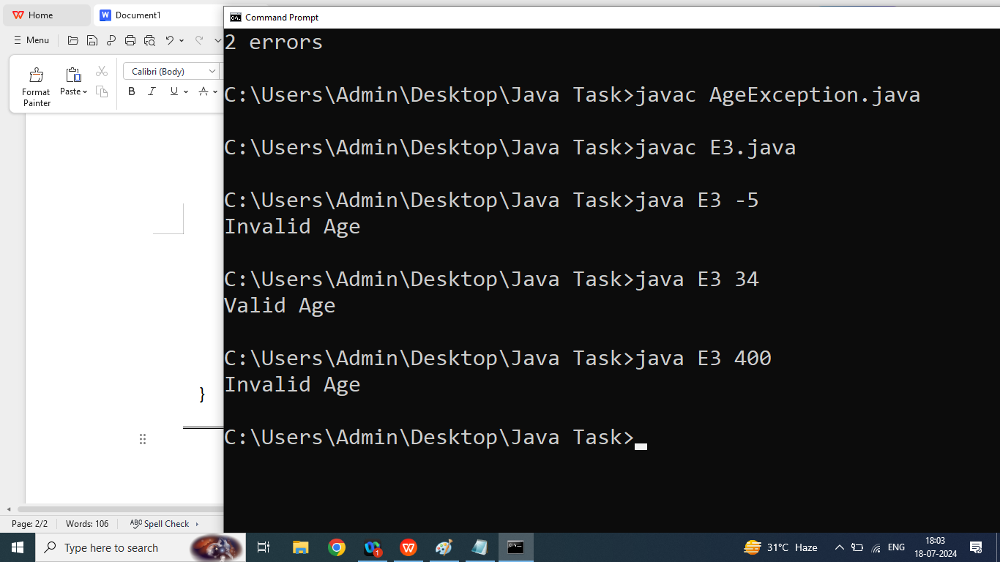 Home
Document1
Menu
Format
Painter
Paste
Calibri (Body)
B I U A
}
Page: 2/2 Words: 106 ABC Spell Check
Command Prompt
2 errors
C:\Users\Admin\Desktop\Java Task>javac AgeException.java
C:\Users\Admin\Desktop\Java Task>javac E3.java
C:\Users\Admin\Desktop\Java Task>java E3 -5
Invalid Age
C:\Users\Admin\Desktop\Java Task>java E3 34
Valid Age
C:\Users\Admin\Desktop\Java Task>java E3 400
Invalid Age
C:\Users\Admin\Desktop\Java Task>
Type here to search
1
31°C Haze
ENG
18:03
18-07-2024